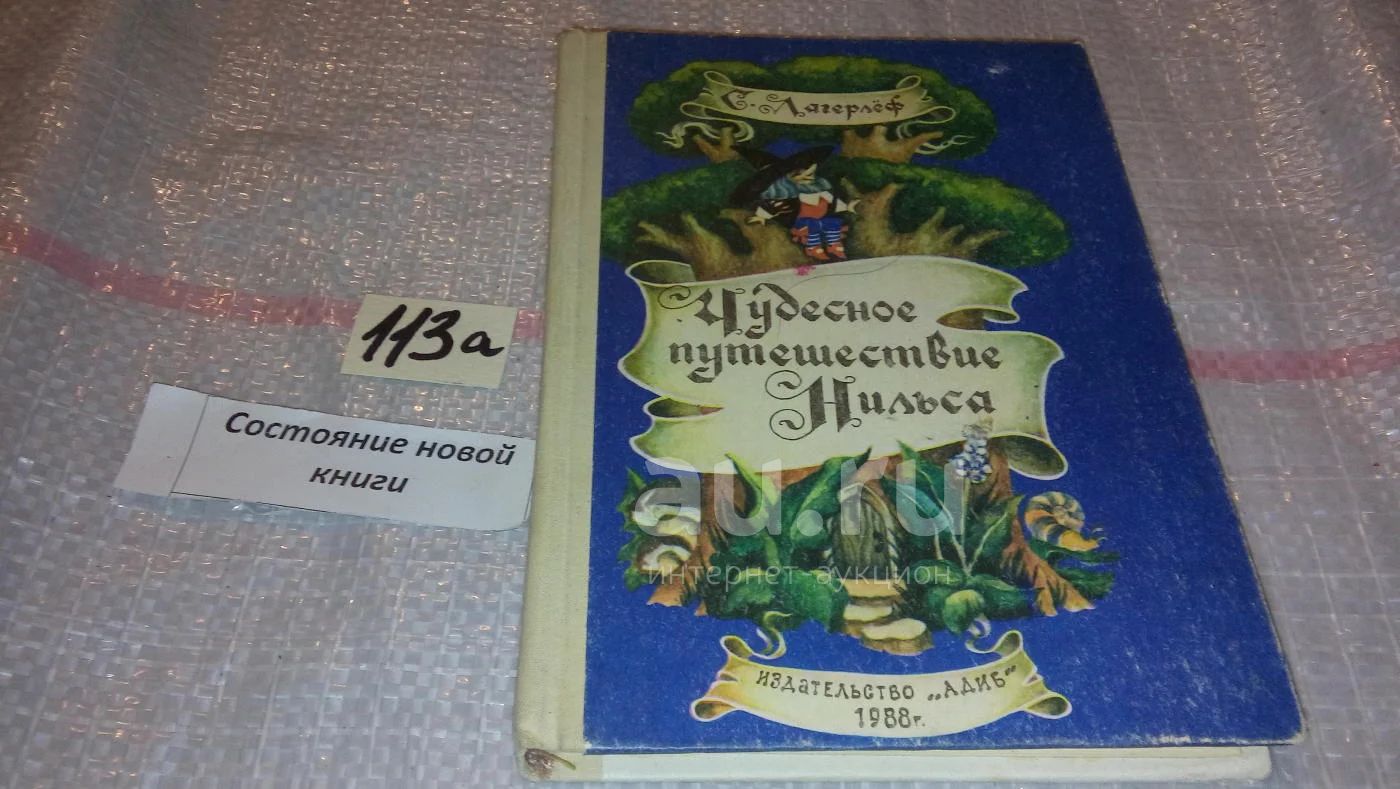 С. Лагерлёф
Чудесное
путешествие
Нильса
113а
Состояние новой
книги
au.ru
интернет-аукцион
ИЗДАТЕЛЬСТВО „АДИБ"
1988г.